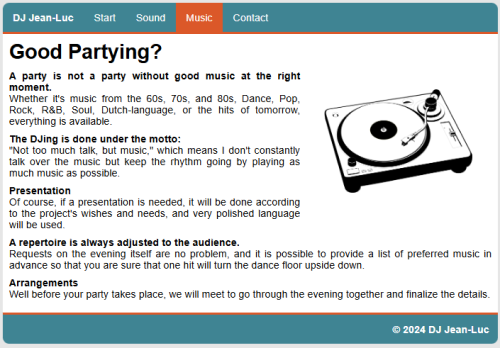 DJ Jean-Luc Start Sound Music Contact
Good Partying?
A party is not a party without good music at the right
moment.
Whether it's music from the 60s, 70s, and 80s, Dance, Pop,
Rock, R&B, Soul, Dutch-language, or the hits of tomorrow,
everything is available.
The DJing is done under the motto:
"Not too much talk, but music," which means I don't constantly
talk over the music but keep the rhythm going by playing as
much music as possible.
Presentation
Of course, if a presentation is needed, it will be done according
to the project's wishes and needs, and very polished language
will be used.
A repertoire is always adjusted to the audience.
Requests on the evening itself are no problem, and it is possible to provide a list of preferred music in
advance so that you are sure that one hit will turn the dance floor upside down.
Arrangements
Well before your party takes place, we will meet to go through the evening together and finalize the details.
© 2024 DJ Jean-Luc